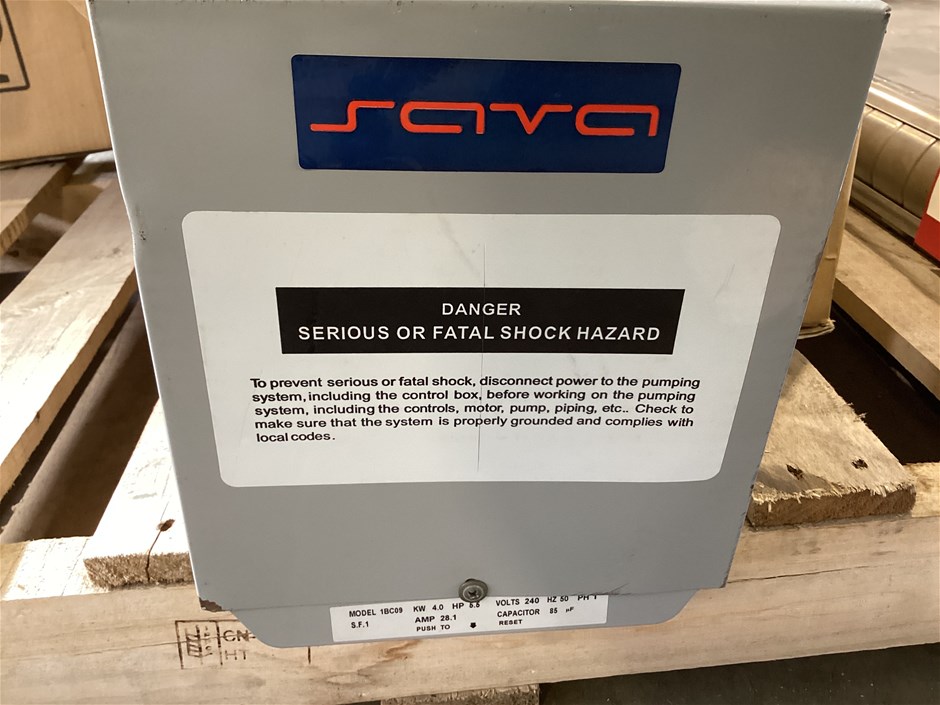 sava
DANGER
SERIOUS OR FATAL SHOCK HAZARD
To prevent serious or fatal shock, disconnect power to the pumping
system, including the control box, before working on the pumping
system, including the controls, motor, pump, piping, etc.. Check to
make sure that the system is properly grounded and complies with
local codes.
MODEL 1BC09 KW 4.0 HP 5.5 VOLTS 240 HZ 50 PH 1
S.F.1 AMP 28.1 CAPACITOR 85 µF
PUSH TO RESET
CN-
HT